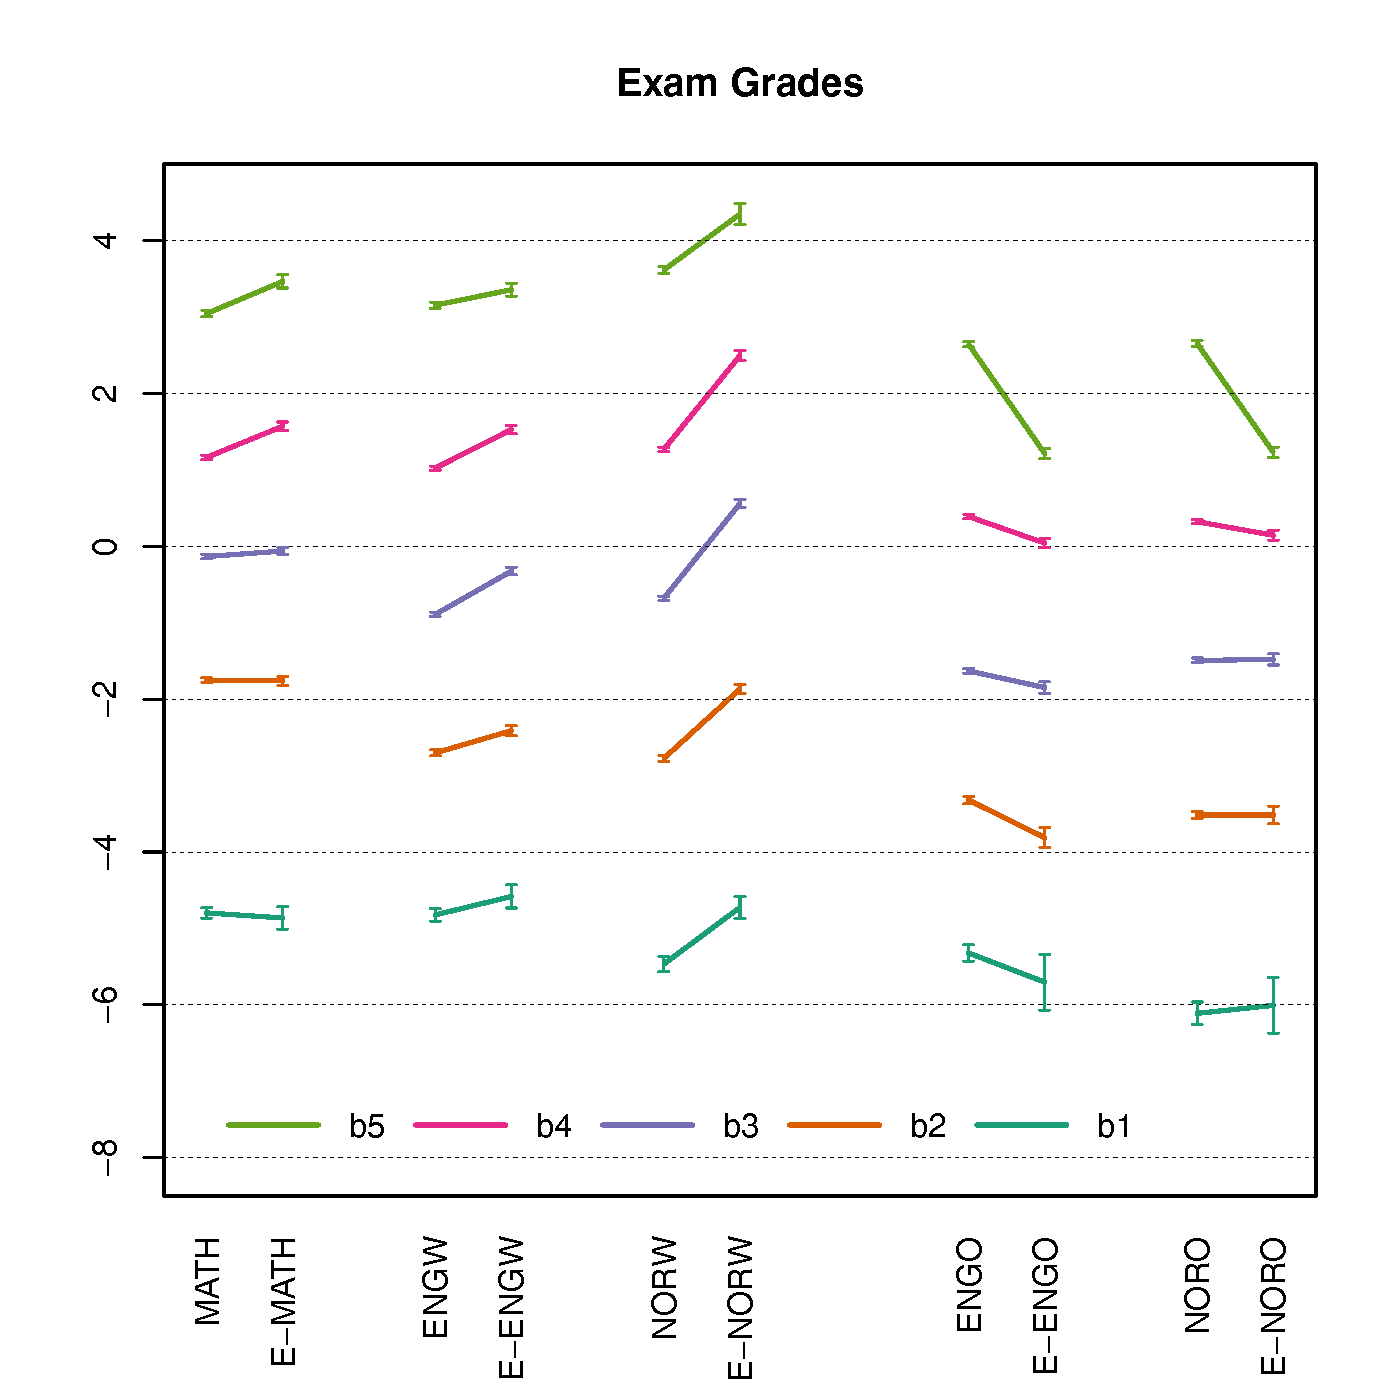 Exam Grades
4
2
0
−2
−4
−6
−8
b5 b4 b3 b2 b1
MATH
E−MATH
ENGW
E−ENGW
NORW
E−NORW
ENGO
E−ENGO
NORO
E−NORO